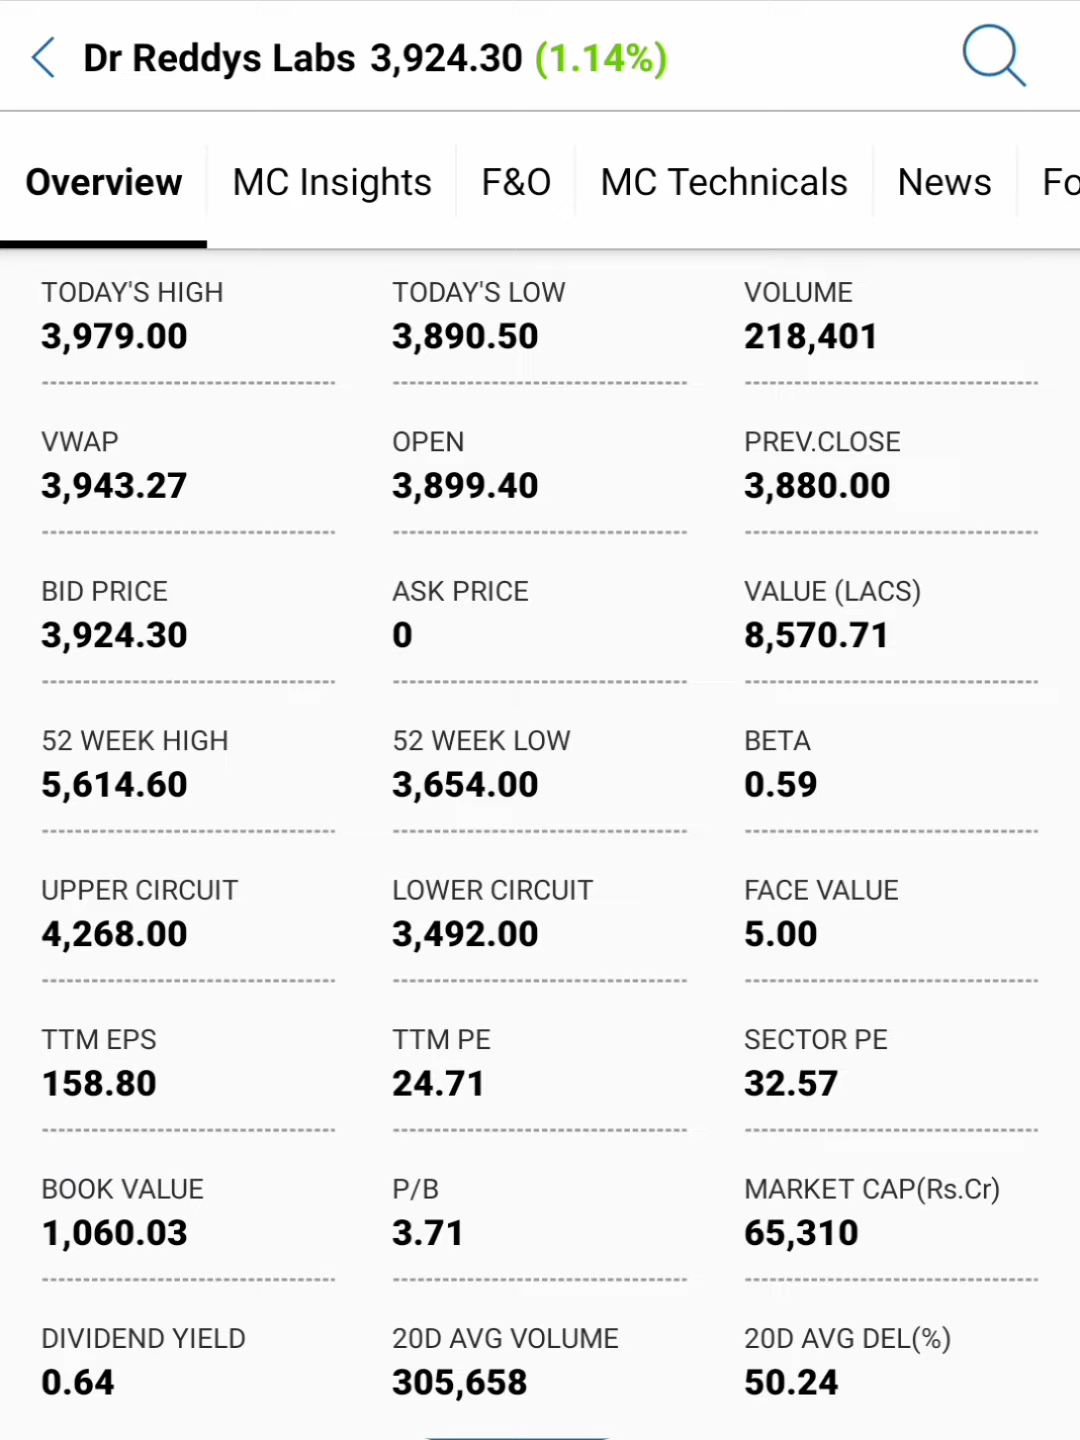 Dr Reddys Labs 3,924.30 (1.14%)
Overview MC Insights F&O MC Technicals News Fo
TODAY'S HIGH TODAY'S LOW VOLUME
3,979.00 3,890.50 218,401
VWAP OPEN PREV.CLOSE
3,943.27 3,899.40 3,880.00
BID PRICE ASK PRICE VALUE (LACS)
3,924.30 0 8,570.71
52 WEEK HIGH 52 WEEK LOW BETA
5,614.60 3,654.00 0.59
UPPER CIRCUIT LOWER CIRCUIT FACE VALUE
4,268.00 3,492.00 5.00
TTM EPS TTM PE SECTOR PE
158.80 24.71 32.57
BOOK VALUE P/B MARKET CAP(Rs.Cr)
1,060.03 3.71 65,310
DIVIDEND YIELD 20D AVG VOLUME 20D AVG DEL(%)
0.64 305,658 50.24